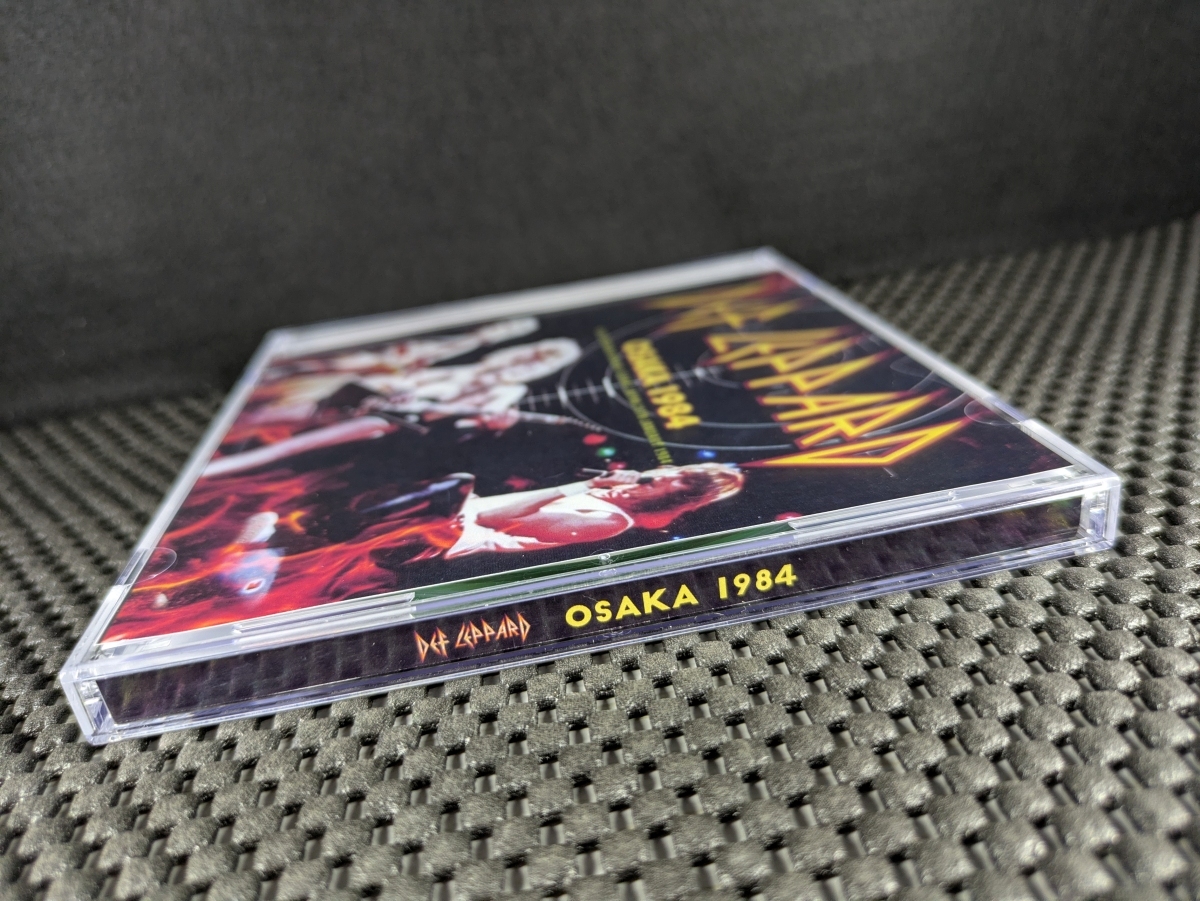 DEF LEPPARD
OSAKA 1984
DEF LEPPARD OSAKA 1984